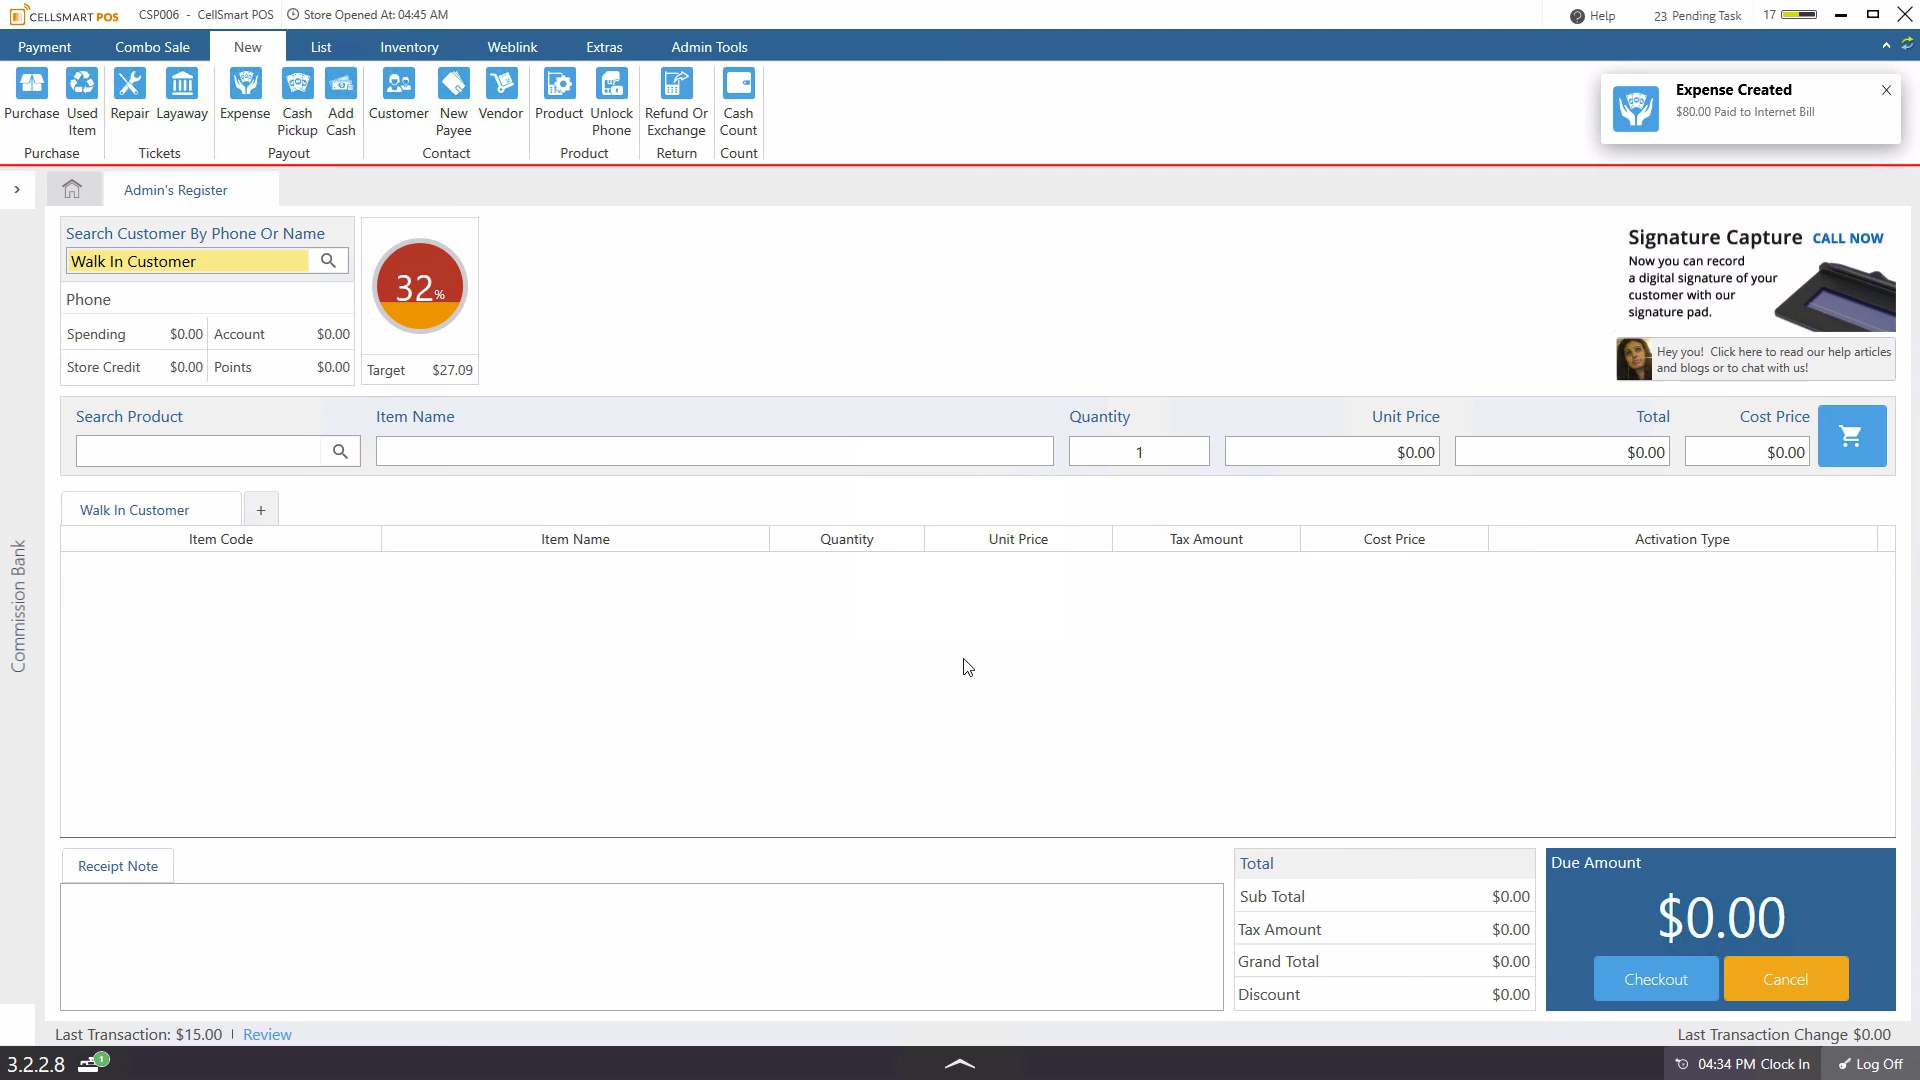 CELLSMART POS CSP006 - CellSmart POS Store Opened At: 04:45 AM Help 23 Pending Task 17
Payment Combo Sale New List Inventory Weblink Extras Admin Tools
Purchase Used Item Repair Layaway Expense Cash Pickup Add Cash Customer New Payee Vendor Product Unlock Phone Refund Or Exchange Cash Count
Purchase Tickets Payout Contact Product Return Count
Expense Created
$80.00 Paid to Internet Bill
Admin's Register
Search Customer By Phone Or Name
Walk In Customer
Phone
Spending $0.00 Account $0.00
Store Credit $0.00 Points $0.00
32%
Target $27.09
Signature Capture CALL NOW
Now you can record
a digital signature of your
customer with our
signature pad.
Hey you! Click here to read our help articles
and blogs or to chat with us!
Search Product Item Name Quantity Unit Price Total Cost Price
1 $0.00 $0.00 $0.00
Walk In Customer +
Item Code Item Name Quantity Unit Price Tax Amount Cost Price Activation Type
Commission Bank
Receipt Note
Total
Sub Total $0.00
Tax Amount $0.00
Grand Total $0.00
Discount $0.00
Due Amount
$0.00
Checkout Cancel
Last Transaction: $15.00 | Review Last Transaction Change $0.00
3.2.2.8 1 04:34 PM Clock In Log Off